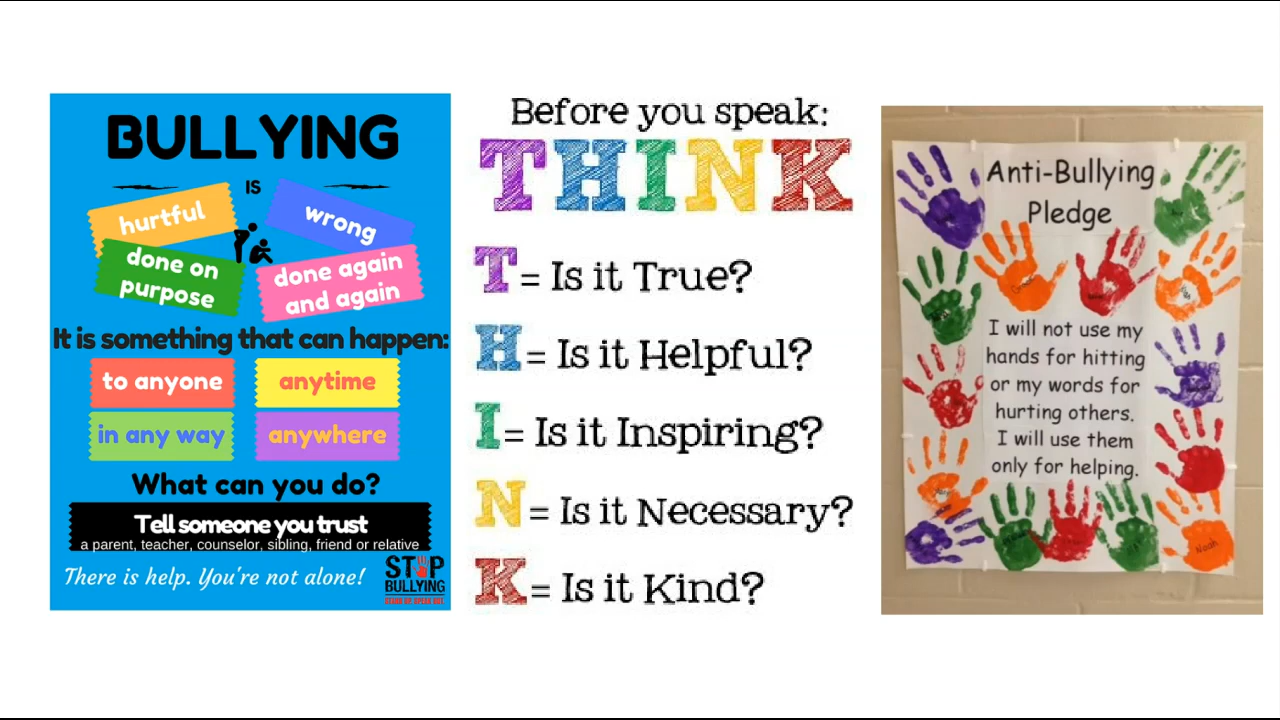 BULLYING
IS
hurtful
wrong
done on
purpose
done again
and again
It is something that can happen:
to anyone
anytime
in any way
anywhere
What can you do?
Tell someone you trust
a parent, teacher, counselor, sibling, friend or relative
There is help. You're not alone!
STOP
BULLYING
STAND UP. SPEAK OUT.
Before you speak:
THINK
T = Is it True?
H = Is it Helpful?
I = Is it Inspiring?
N = Is it Necessary?
K = Is it Kind?
Anti-Bullying
Pledge
I will not use my
hands for hitting
or my words for
hurting others.
I will use them
only for helping.
Noah